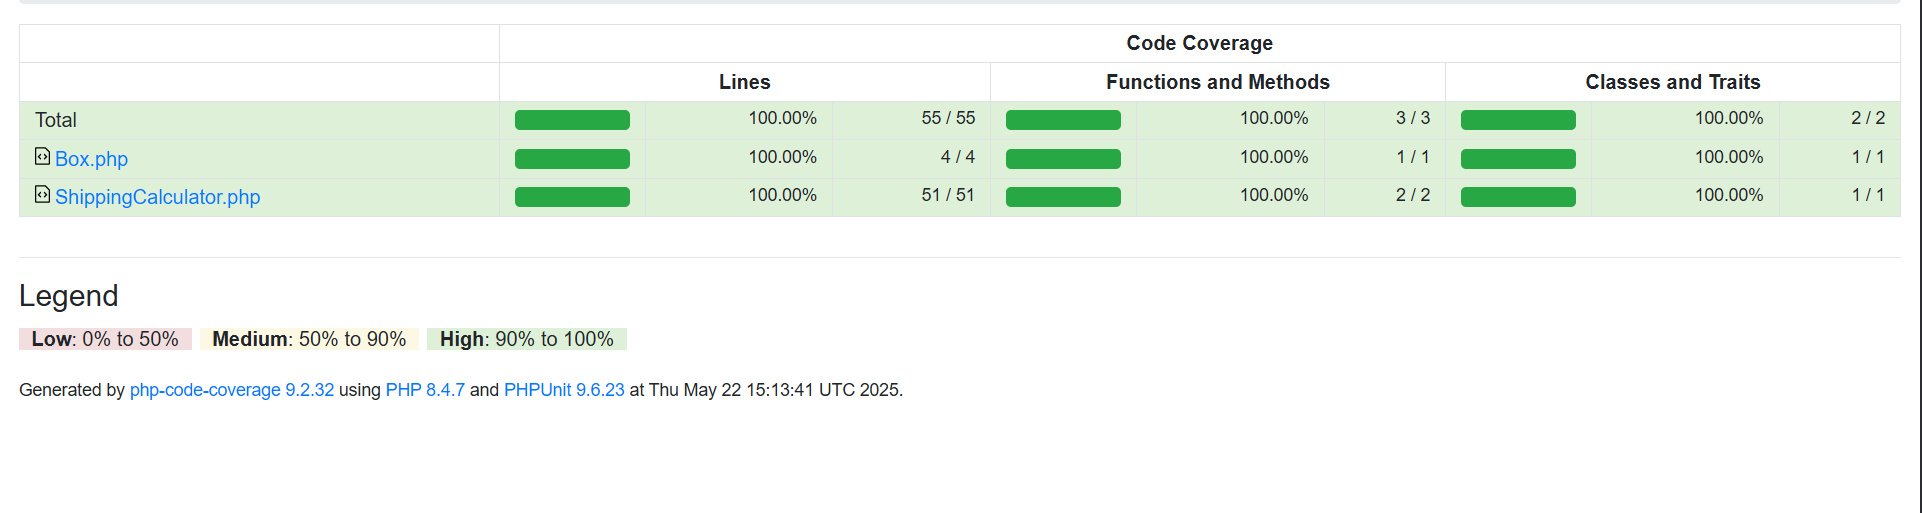 Code Coverage
Lines Functions and Methods Classes and Traits
Total 100.00% 55 / 55 100.00% 3 / 3 100.00% 2 / 2
Box.php 100.00% 4 / 4 100.00% 1 / 1 100.00% 1 / 1
ShippingCalculator.php 100.00% 51 / 51 100.00% 2 / 2 100.00% 1 / 1
Legend
Low: 0% to 50% Medium: 50% to 90% High: 90% to 100%
Generated by php-code-coverage 9.2.32 using PHP 8.4.7 and PHPUnit 9.6.23 at Thu May 22 15:13:41 UTC 2025.